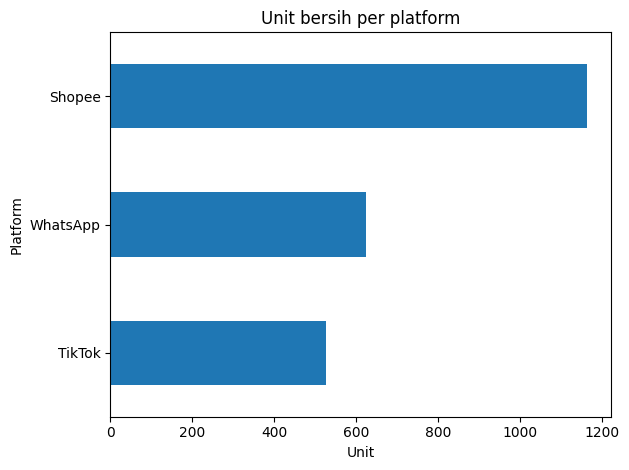 Unit bersih per platform
Shopee
WhatsApp
TikTok
Platform
0 200 400 600 800 1000 1200
Unit